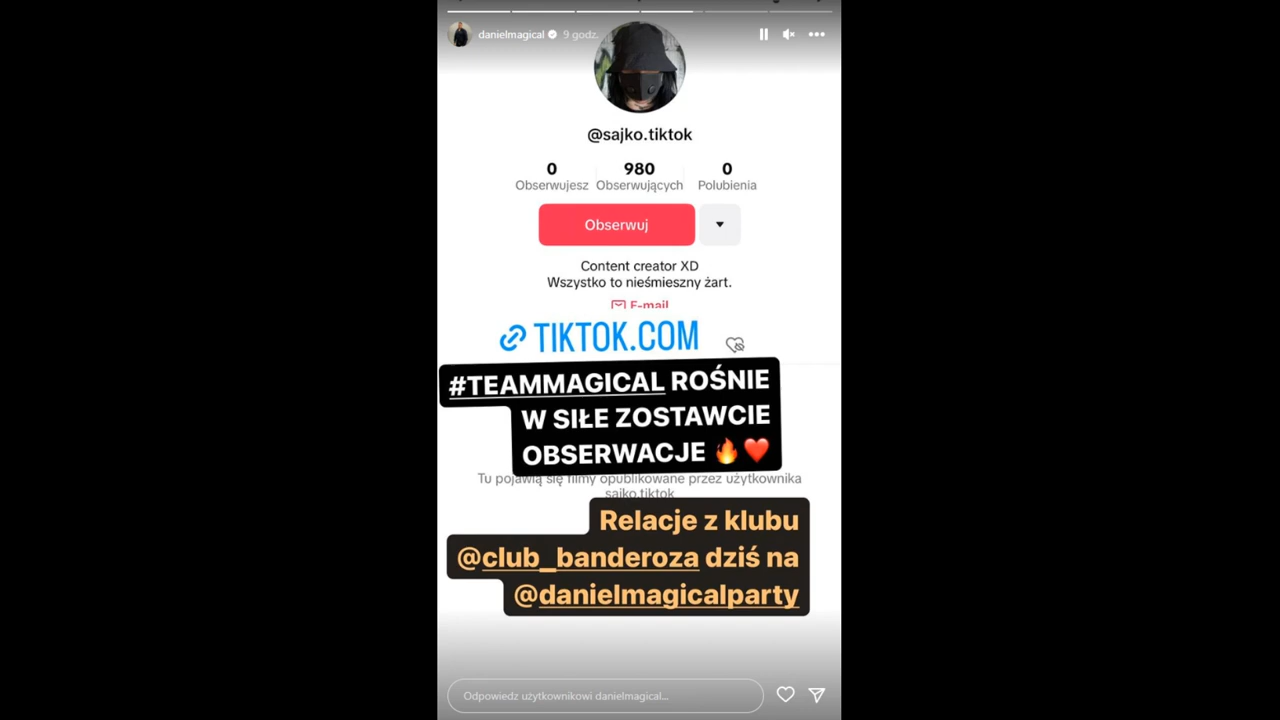 danielmagical 9 godz.
@sajko.tiktok
0 980 0
Obserwujesz Obserwujących Polubienia
Obserwuj
Content creator XD
Wszystko to nieśmieszny żart.
E-mail
TIKTOK.COM
#TEAMMAGICAL ROŚNIE
W SIŁE ZOSTAWCIE
OBSERWACJE 🔥❤️
Tu pojawią się filmy opublikowane przez użytkownika
sajko.tiktok
Relacje z klubu
@club_banderoza dziś na
@danielmagicalparty
Odpowiedz użytkownikowi danielmagical...